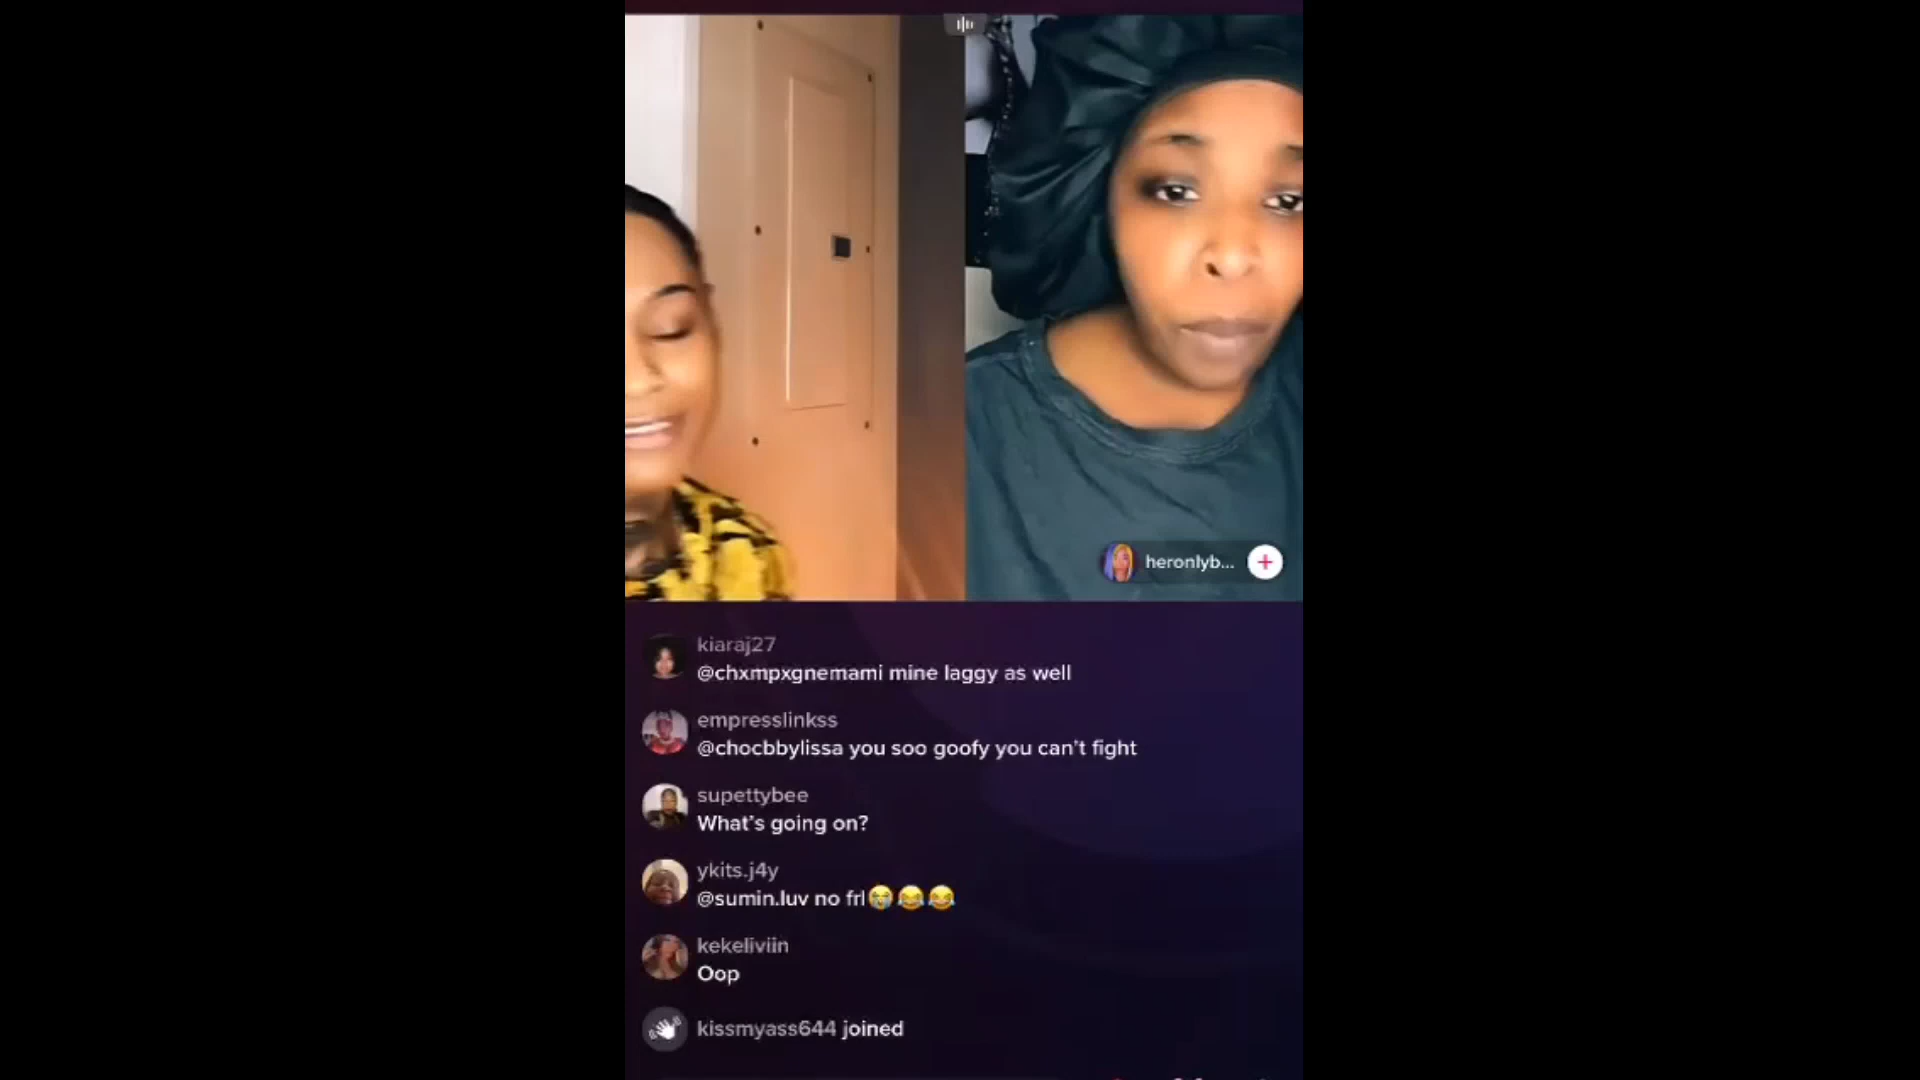 heronlyb...
kiaraj27
@chxmpxgnemami mine laggy as well
empresslinkss
@chocbbylissa you soo goofy you can't fight
supettybee
What's going on?
ykits.j4y
@sumin.luv no frl😭😂😂
kekeliviin
Oop
kissmyass644 joined